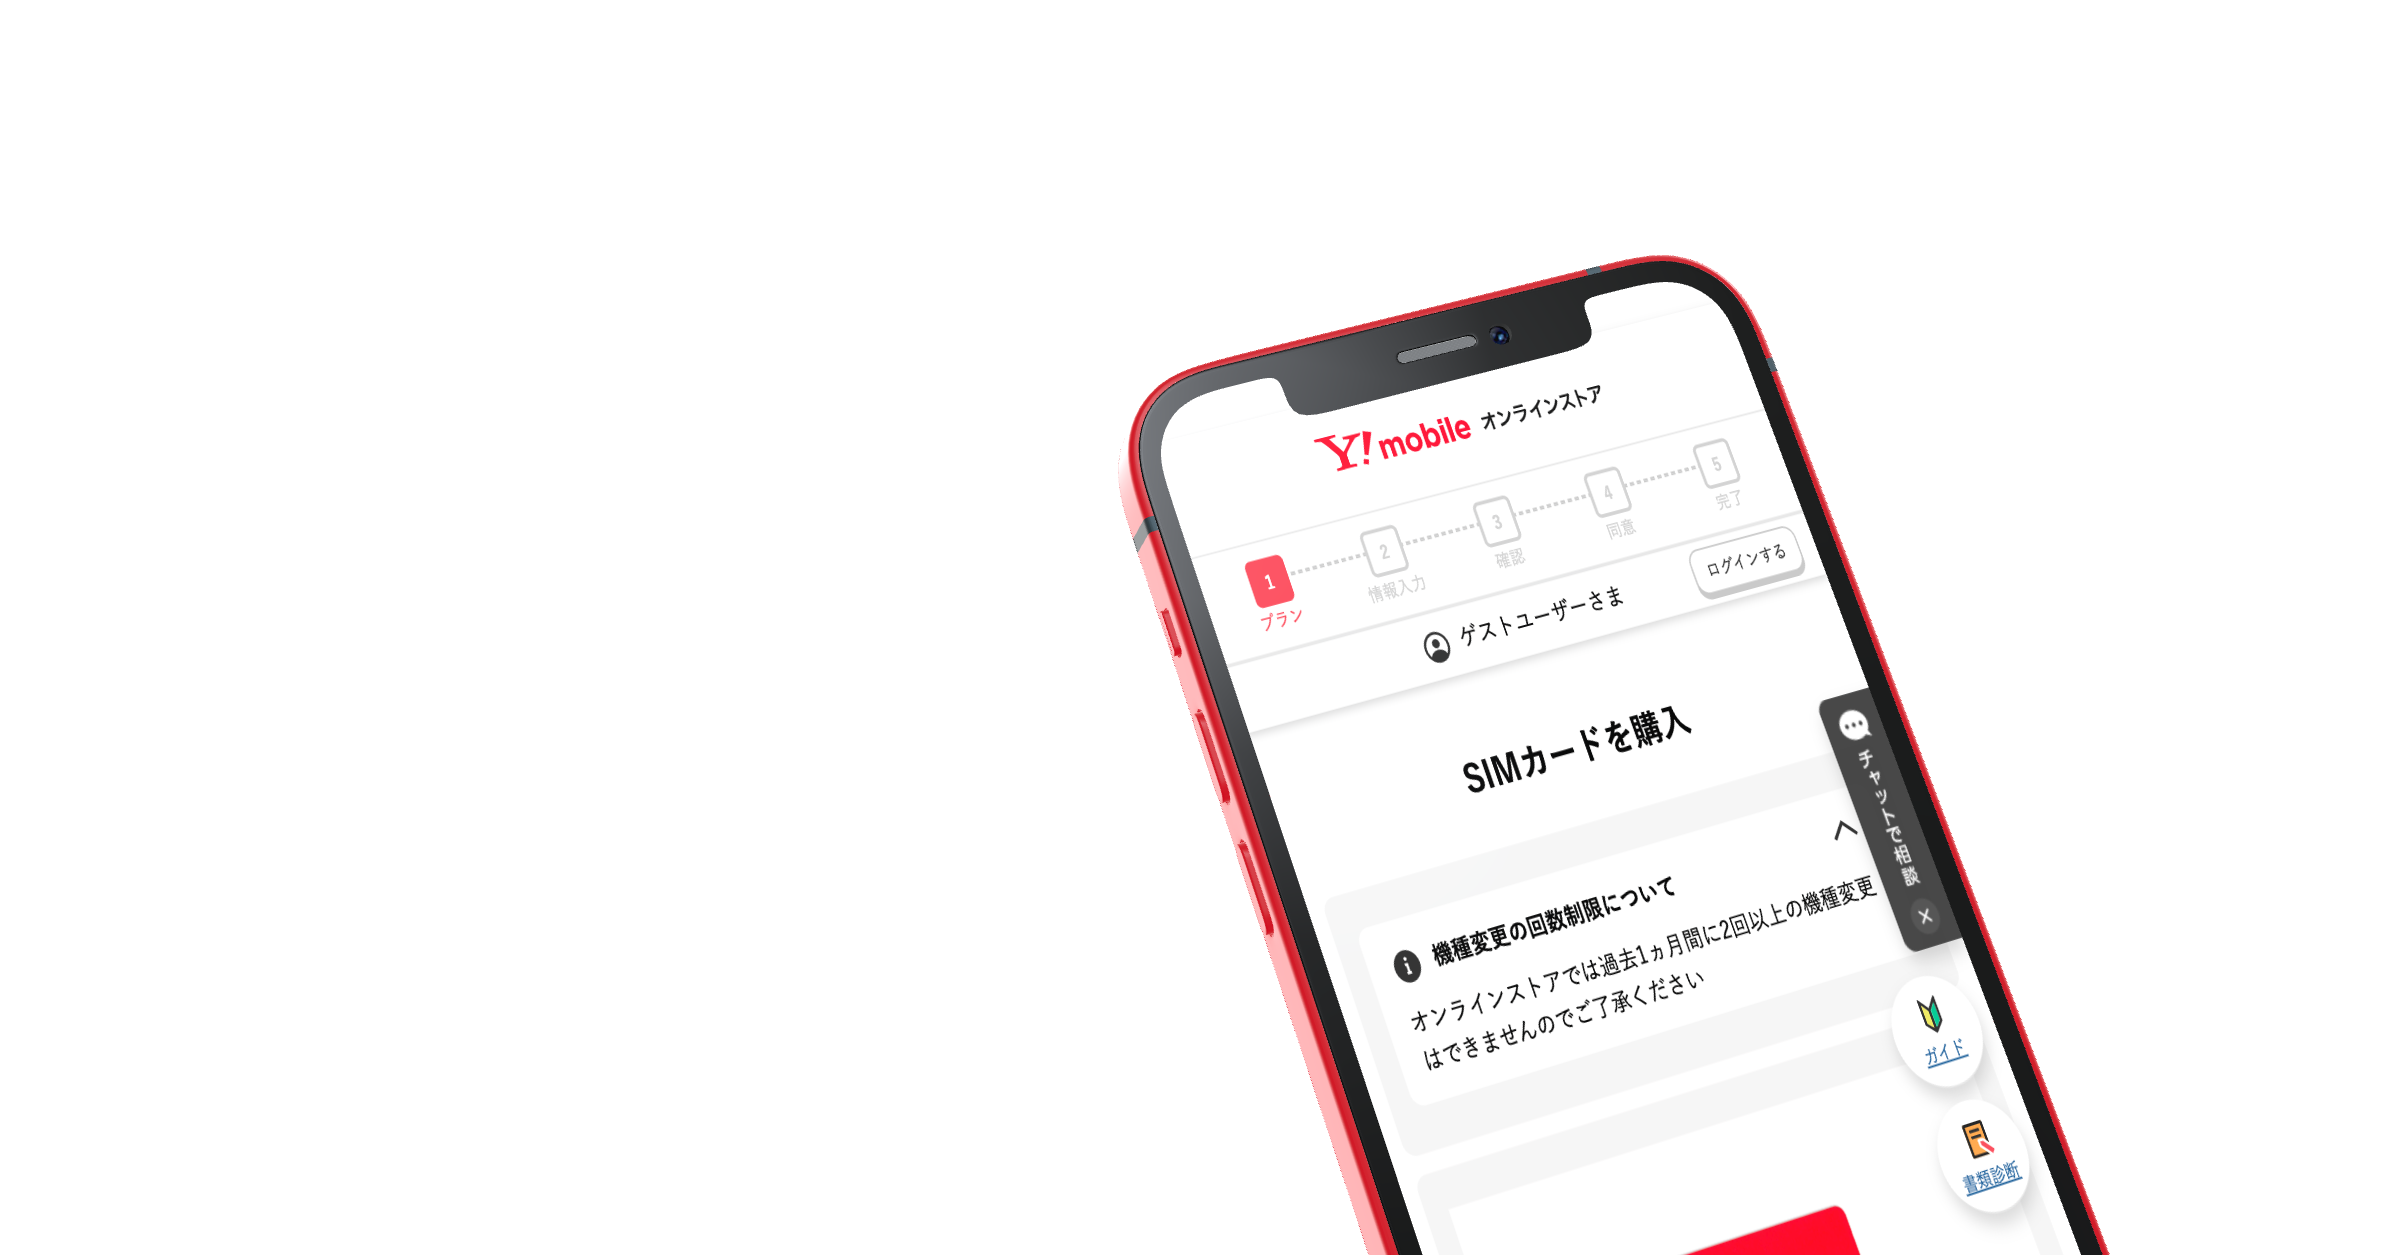 Y!mobile オンラインストア
1 2 3 4 5
プラン 情報入力 確認 同意 完了
ゲストユーザーさま ログインする
SIMカードを購入
チャットで相談
機種変更の回数制限について
オンラインストアでは過去1ヵ月間に2回以上の機種変更
はできませんのでご了承ください
ガイド
書類診断